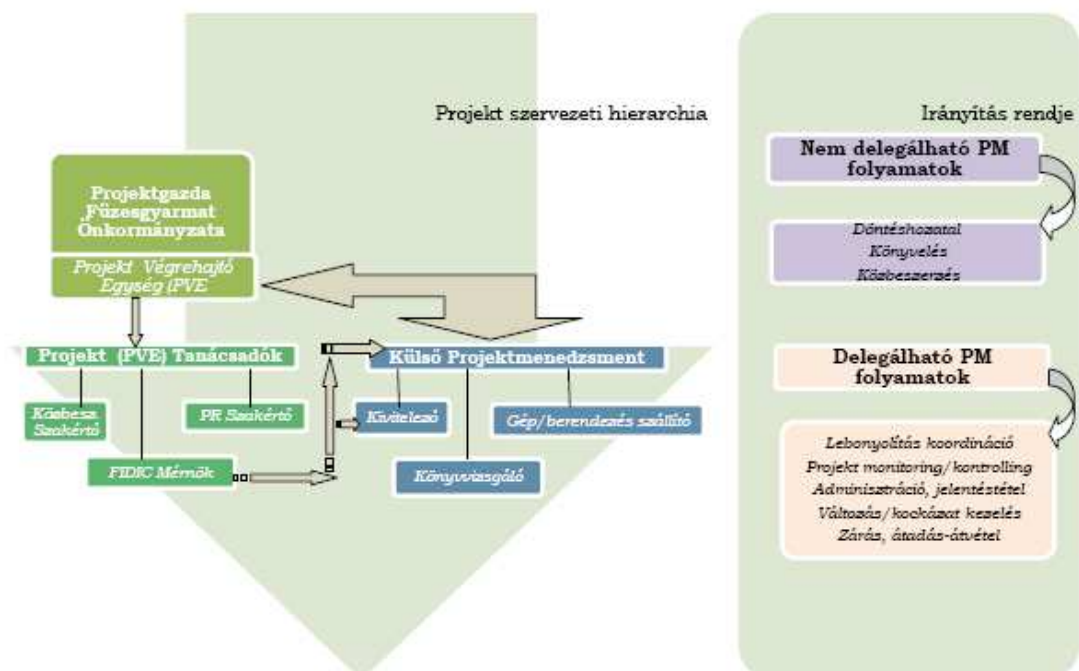 Projekt szervezeti hierarchia
Projektgazda
Füzesgyarmat
Önkormányzata
Projekt Végrehajtó
Egység (PVE
Projekt (PVE) Tanácsadók
Közbesz.
Szakértő
PR Szakértő
FIDIC Mérnök
Külső Projektmenedzsment
Kivitelező
Gép/berendezés szállító
Könyvvizsgáló
Irányítás rendje
Nem delegálható PM
folyamatok
Döntéshozatal
Könyvelés
Közbeszerzés
Delegálható PM
folyamatok
Lebonyolítás koordináció
Projekt monitoring/kontrolling
Adminisztráció, jelentéstétel
Változás/kockázat kezelés
Zárás, átadás-átvétel